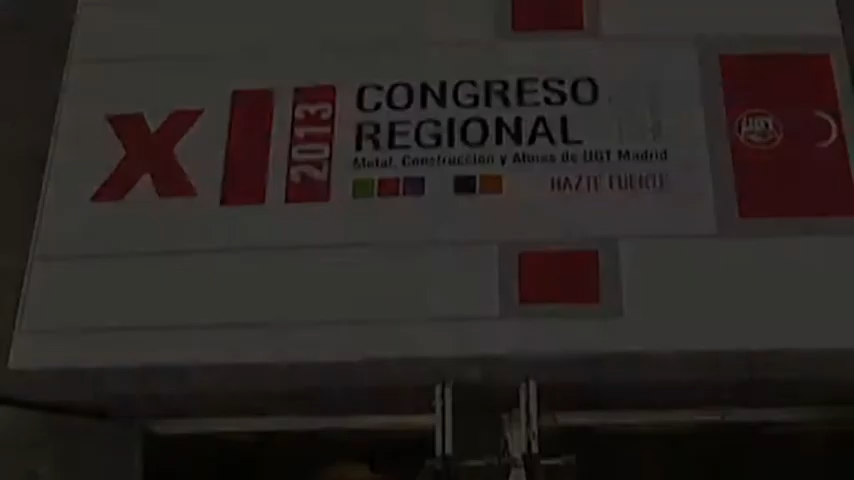 XII
2013
CONGRESO
REGIONAL
Metal, Construcción y Afines de UGT Madrid
HAZTE FUERTE
UGT